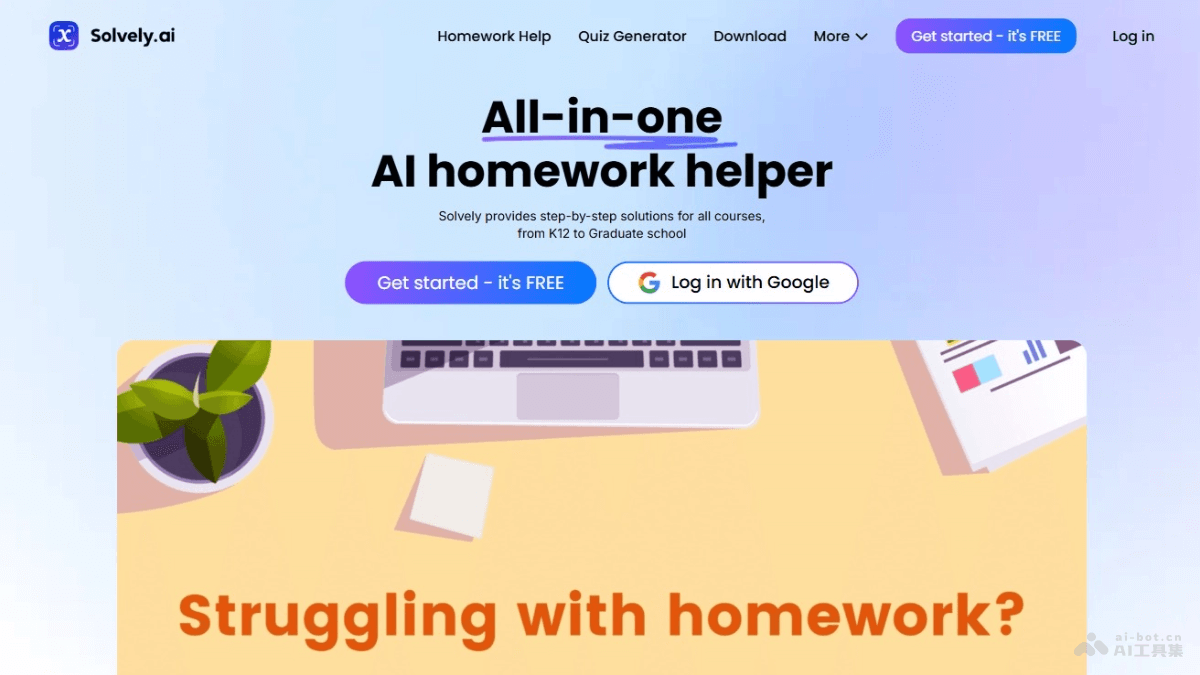 Solvely.ai
Homework Help
Quiz Generator
Download
More
Get started - it's FREE
Log in
All-in-one
AI homework helper
Solvely provides step-by-step solutions for all courses,
from K12 to Graduate school
Get started - it's FREE
Log in with Google
Struggling with homework?
ai-bot.cn
AI工具集